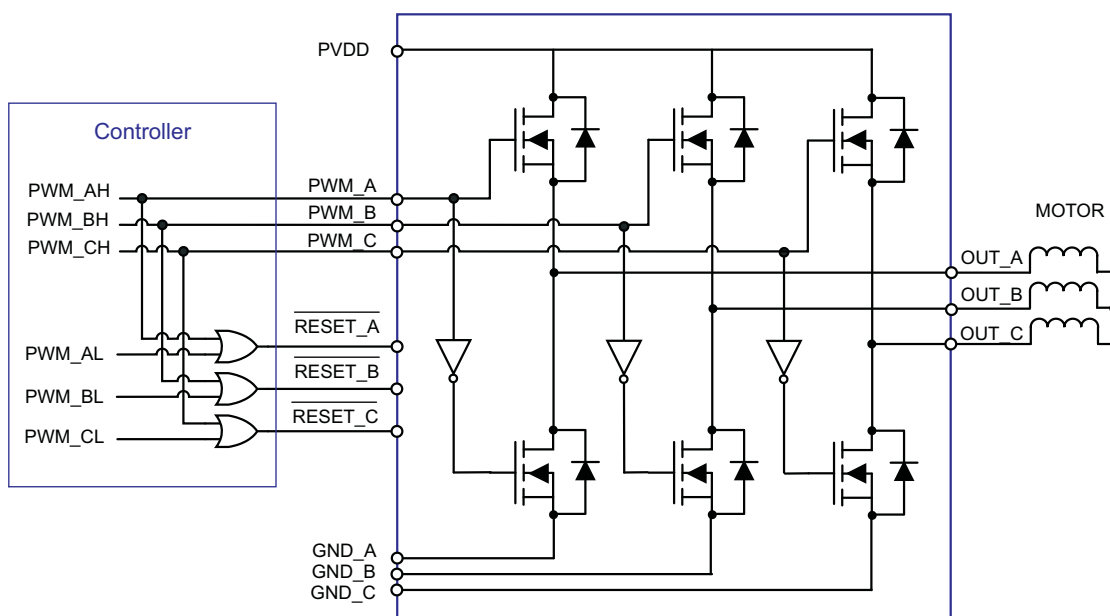 PVDD
Controller
PWM_AH
PWM_BH
PWM_CH
PWM_A
PWM_B
PWM_C
RESET_A
RESET_B
RESET_C
PWM_AL
PWM_BL
PWM_CL
GND_A
GND_B
GND_C
MOTOR
OUT_A
OUT_B
OUT_C